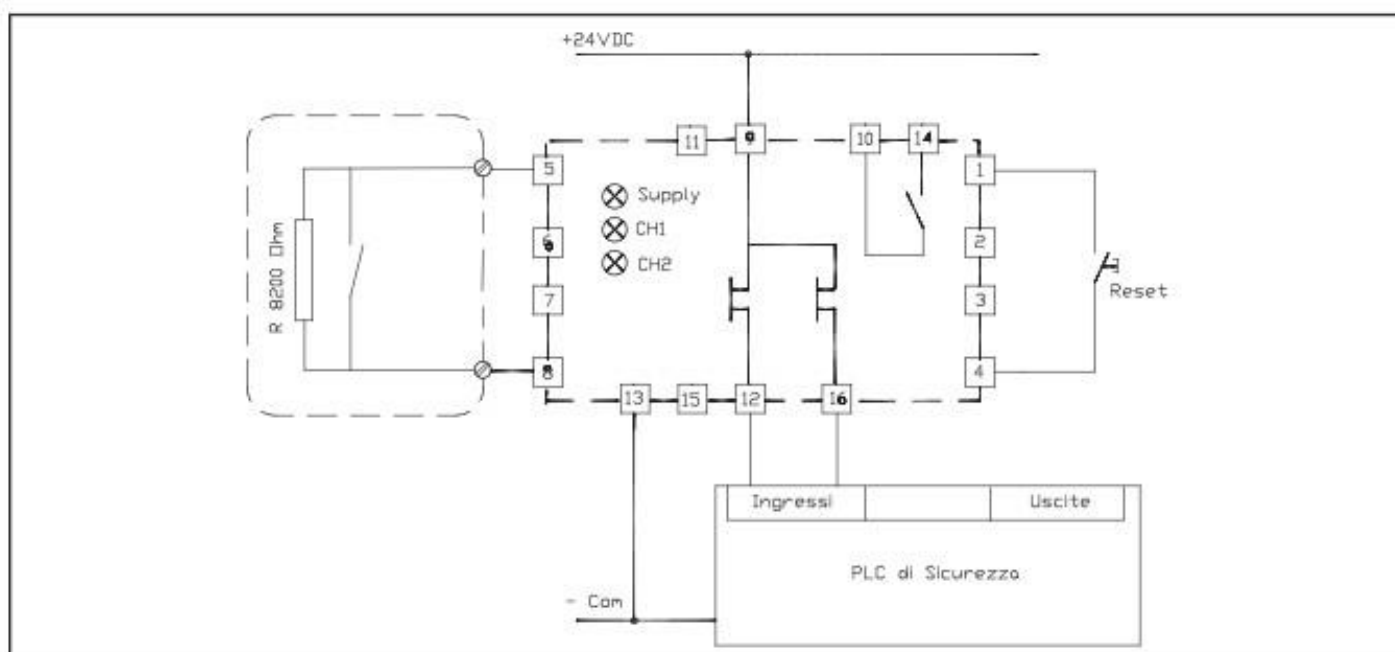 +24VDC
11 9 10 14
5 1
Supply
6 CH1 2
CH2
R 8200 Ohm
7 3
Reset
8 4
13 15 12 16
Ingressi Uscite
PLC di Sicurezza
- Com